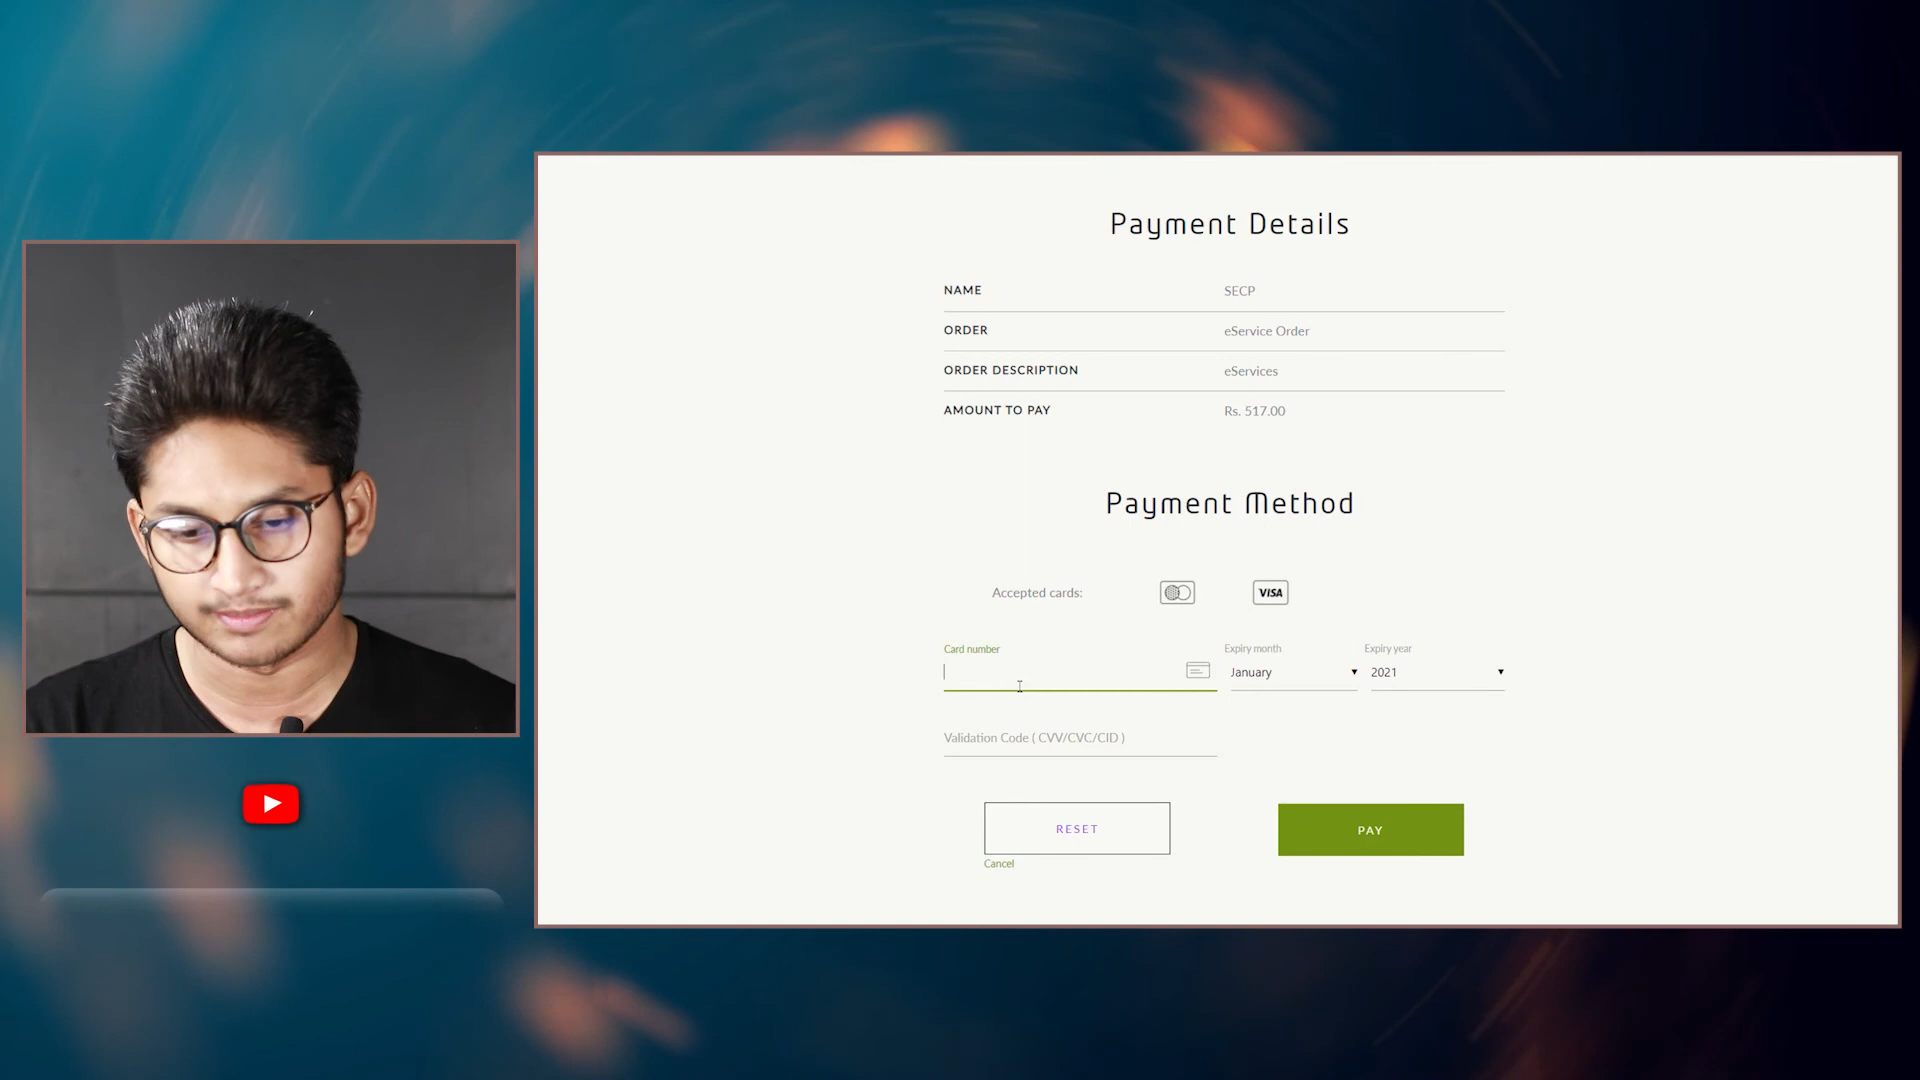 Payment Details
NAME SECP
ORDER eService Order
ORDER DESCRIPTION eServices
AMOUNT TO PAY Rs. 517.00
Payment Method
Accepted cards: VISA
Card number Expiry month Expiry year
January 2021
Validation Code ( CVV/CVC/CID )
RESET PAY
Cancel